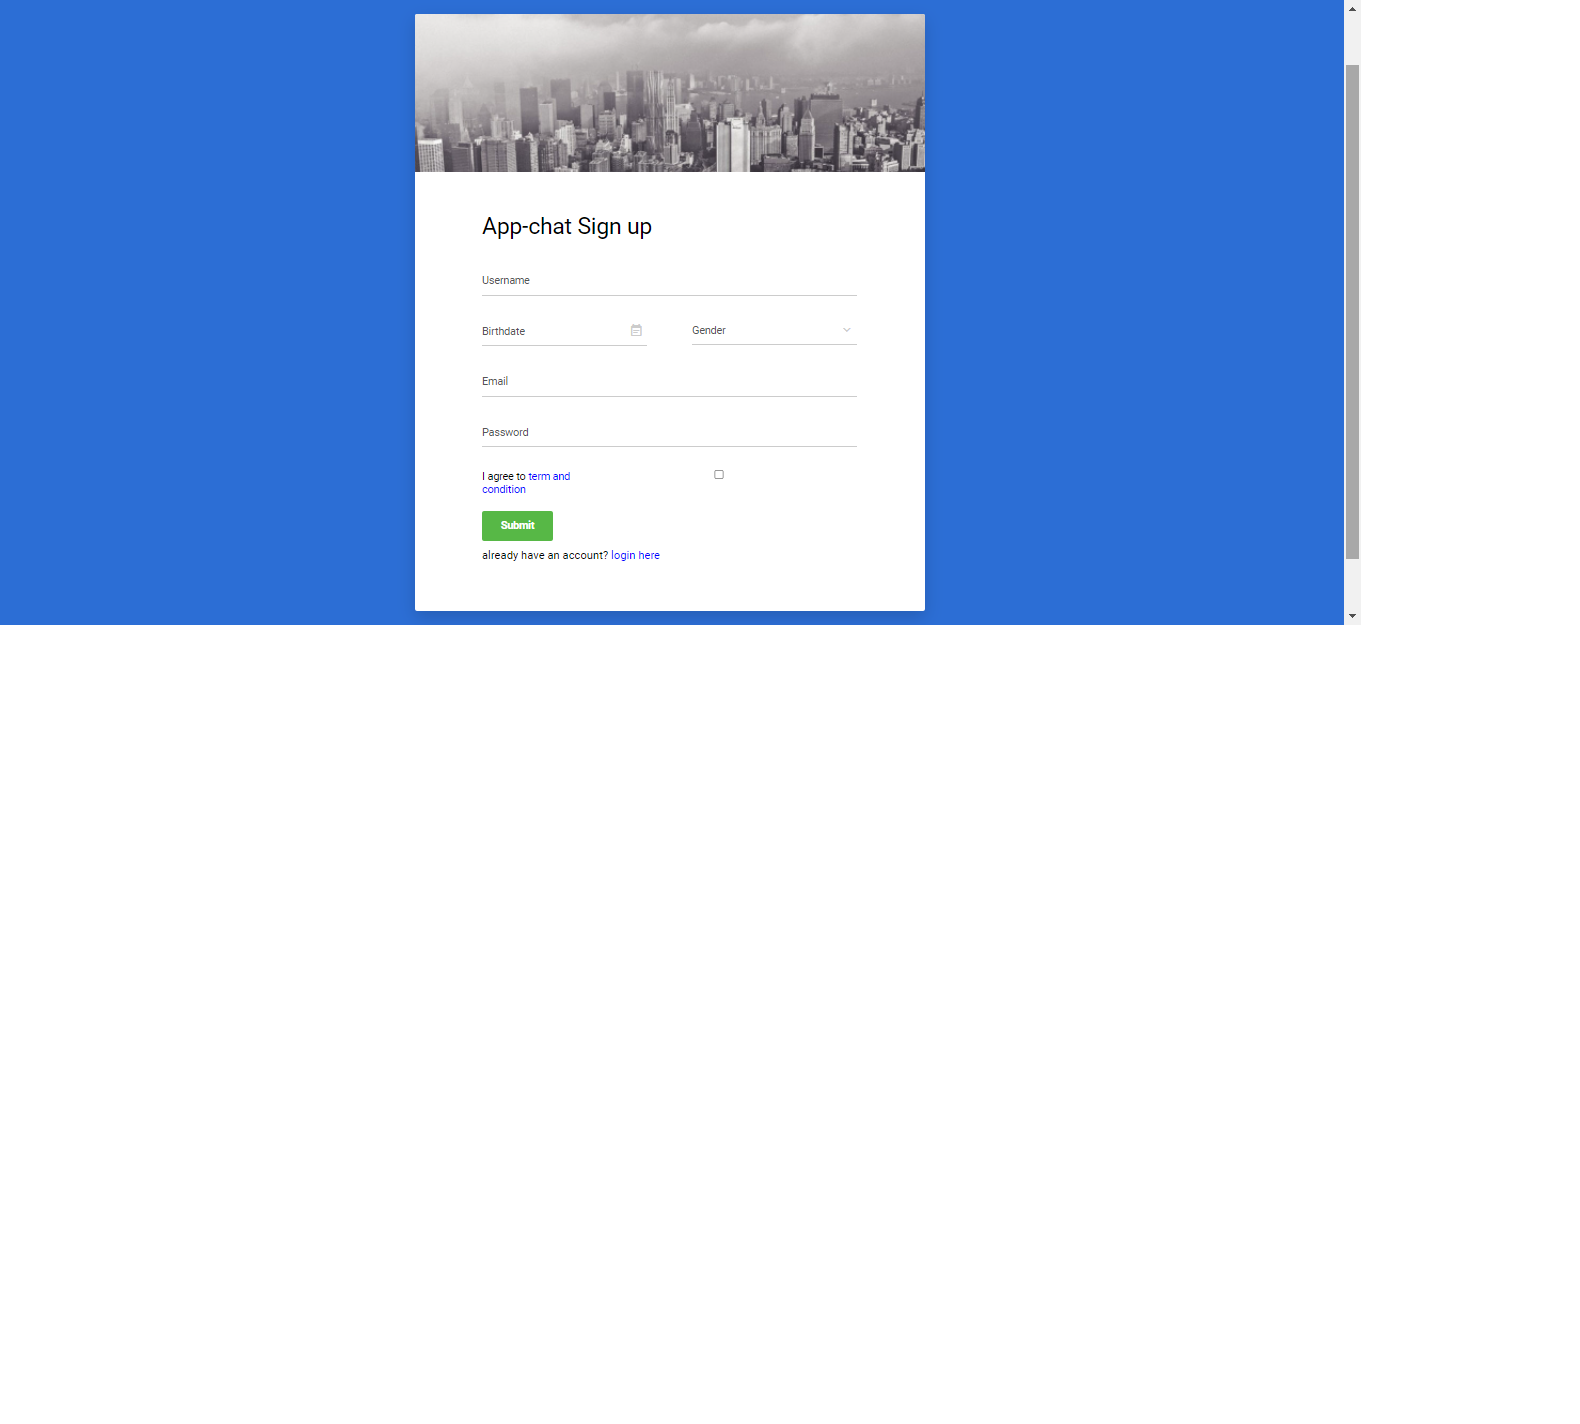 App-chat Sign up
Username
Birthdate
Gender
Email
Password
I agree to term and
condition
Submit
already have an account? login here